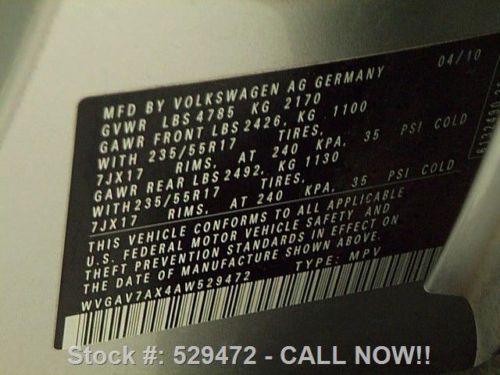 MFD BY VOLKSWAGEN AG GERMANY 04/10
GVWR LBS 4785 KG 2170
GAWR FRONT LBS 2426, KG 1100
WITH 235/55R17 TIRES,
7JX17 RIMS, AT 240 KPA, 35 PSI COLD
GAWR REAR LBS 2492, KG 1130
WITH 235/55R17 TIRES,
7JX17 RIMS, AT 240 KPA, 35 PSI COLD
THIS VEHICLE CONFORMS TO ALL APPLICABLE
U.S. FEDERAL MOTOR VEHICLE SAFETY AND
THEFT PREVENTION STANDARDS IN EFFECT ON
THE DATE OF MANUFACTURE SHOWN ABOVE.
WVGAV7AX4AW529472 TYPE: MPV
Stock #: 529472 - CALL NOW!!